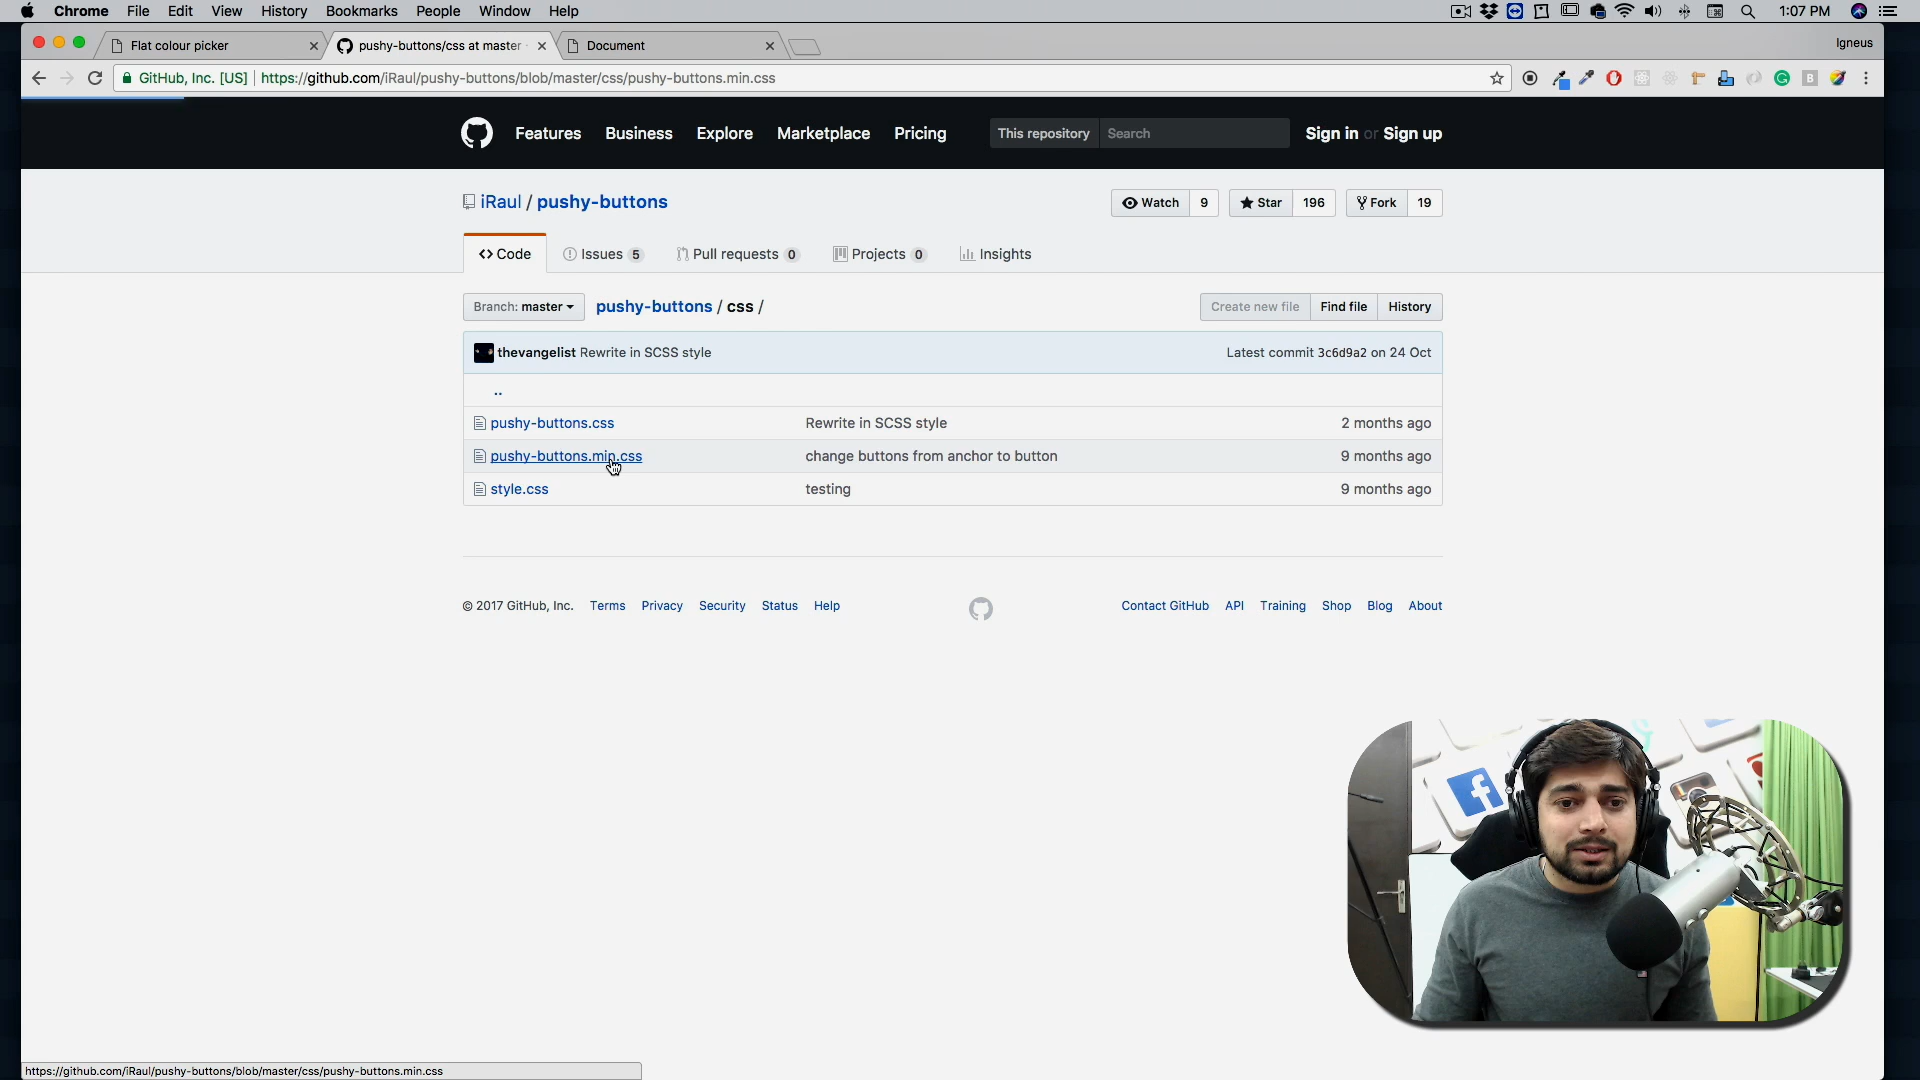 Chrome File Edit View History Bookmarks People Window Help 1:07 PM
Flat colour picker pushy-buttons/css at master Document Igneus
GitHub, Inc. [US] https://github.com/iRaul/pushy-buttons/blob/master/css/pushy-buttons.min.css
Features Business Explore Marketplace Pricing This repository Search Sign in or Sign up
iRaul / pushy-buttons Watch 9 Star 196 Fork 19
Code Issues 5 Pull requests 0 Projects 0 Insights
Branch: master pushy-buttons / css / Create new file Find file History
thevangelist Rewrite in SCSS style Latest commit 3c6d9a2 on 24 Oct
..
pushy-buttons.css Rewrite in SCSS style 2 months ago
pushy-buttons.min.css change buttons from anchor to button 9 months ago
style.css testing 9 months ago
© 2017 GitHub, Inc. Terms Privacy Security Status Help Contact GitHub API Training Shop Blog About
https://github.com/iRaul/pushy-buttons/blob/master/css/pushy-buttons.min.css